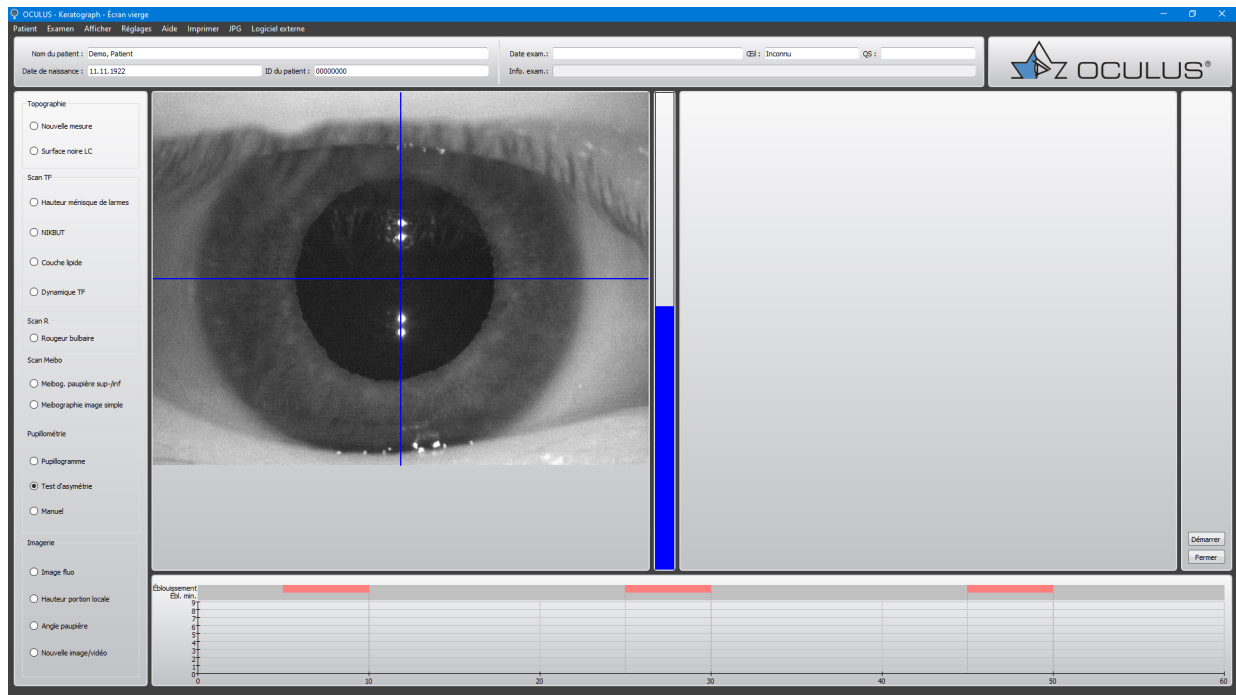 OCULUS - Keratograph - Écran vierge
Patient Examen Afficher Réglages Aide Imprimer JPG Logiciel externe
Nom du patient : Demo, Patient
Date de naissance : 11.11.1922 ID du patient : 00000000
Date exam.: Œil : Inconnu QS :
Info. exam.:
OCULUS®
Topographie
Nouvelle mesure
Surface noire LC
Scan TF
Hauteur ménisque de larmes
NIKBUT
Couche lipide
Dynamique TF
Scan R
Rougeur bulbaire
Scan Meibo
Meibog. paupière sup-/inf
Meibographie image simple
Pupillométrie
Pupillogramme
Test d'asymétrie
Manuel
Imagerie
Image fluo
Hauteur portion locale
Angle paupière
Nouvelle image/vidéo
Démarrer
Fermer
Éblouissement
Ébl. min.
9
8
7
6
5
4
3
2
1
0
0 10 20 30 40 50 60